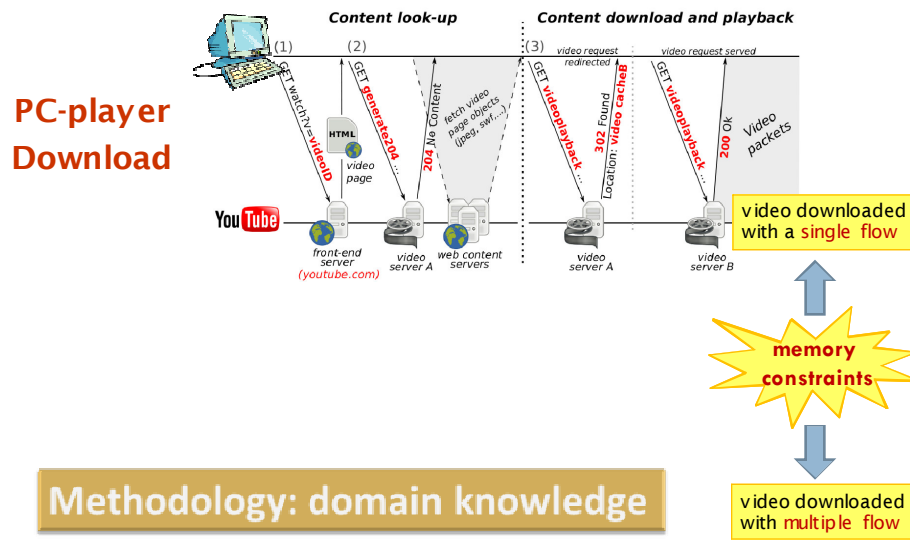 Content look-up
Content download and playback
PC-player
Download
(1)
(2)
(3)
GET watch?v=videoID
HTML
video
page
GET generate204 ...
204 No Content
fetch video
page objects
(jpeg, swf....)
video request
redirected
GET videoplayback ...
302 Found
Location: video cacheB
video request served
GET videoplayback ...
200 Ok
Video
packets
YouTube
front-end
server
(youtube.com)
video
server A
web content
servers
video
server A
video
server B
video downloaded
with a single flow
memory
constraints
video downloaded
with multiple flow
Methodology: domain knowledge